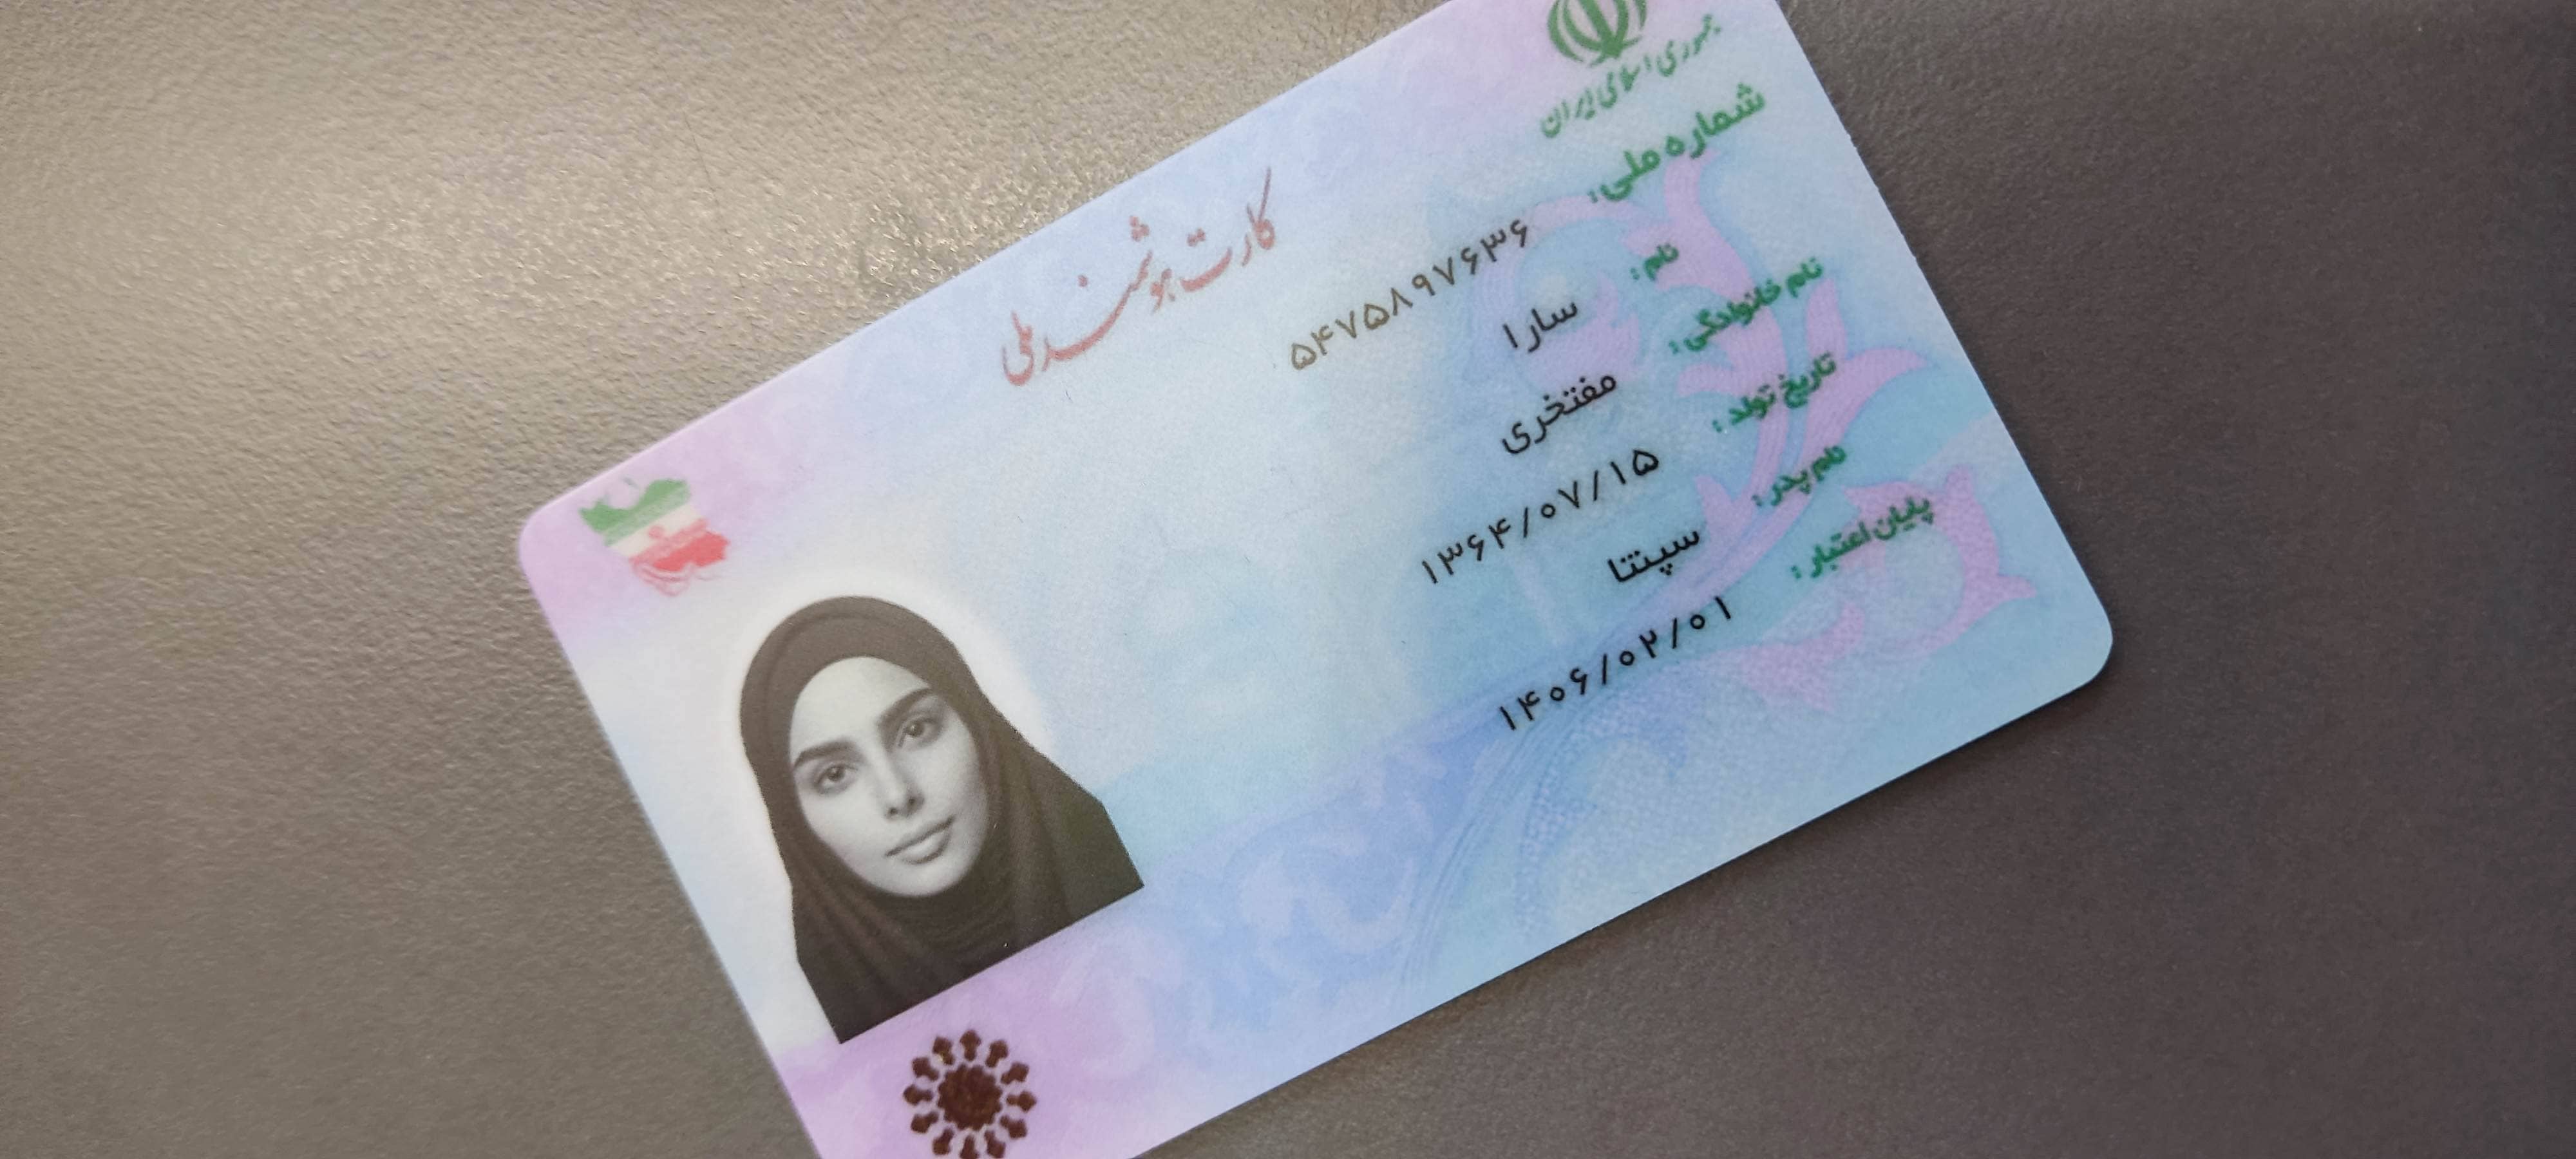 جمهوری اسلامی ایران
کارت هوشمند ملی
شماره ملی: ۵۴۷۵۸۹۷۶۳۶
نام: سارا
نام خانوادگی: مفتخری
تاریخ تولد: ۱۳۶۴/۰۷/۱۵
نام پدر: سپنتا
پایان اعتبار: ۱۴۰۶/۰۲/۰۱